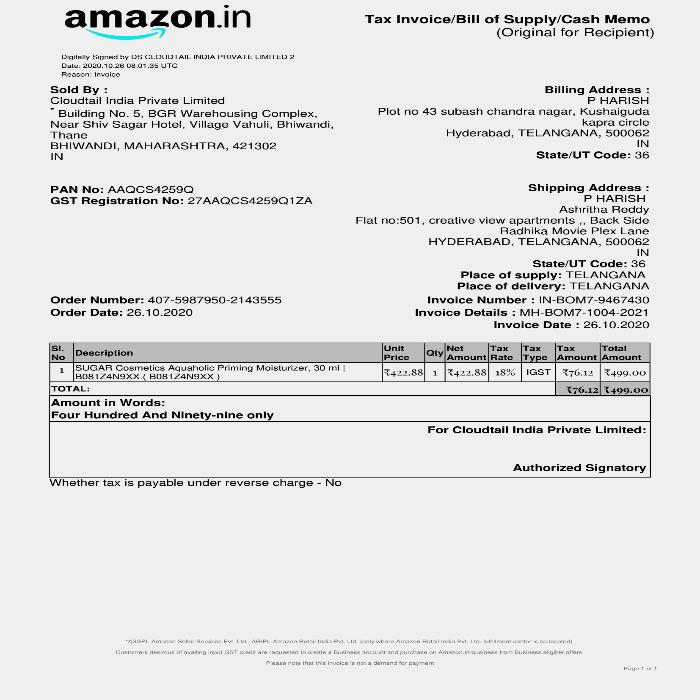 amazon.in
Tax Invoice/Bill of Supply/Cash Memo
(Original for Recipient)
Digitally Signed by DS CLOUDTAIL INDIA PRIVATE LIMITED 2
Date: 2020.10.26 08:01:35 UTC
Reason: Invoice
Sold By :
Cloudtail India Private Limited
* Building No. 5, BGR Warehousing Complex,
Near Shiv Sagar Hotel, Village Vahuli, Bhiwandi,
Thane
BHIWANDI, MAHARASHTRA, 421302
IN
Billing Address :
P HARISH
Plot no 43 subash chandra nagar, Kushaiguda
kapra circle
Hyderabad, TELANGANA, 500062
IN
State/UT Code: 36
PAN No: AAQCS4259Q
GST Registration No: 27AAQCS4259Q1ZA
Shipping Address :
P HARISH
Ashritha Reddy
Flat no:501, creative view apartments ,, Back Side
Radhika Movie Plex Lane
HYDERABAD, TELANGANA, 500062
IN
State/UT Code: 36
Place of supply: TELANGANA
Place of delivery: TELANGANA
Order Number: 407-5987950-2143555
Order Date: 26.10.2020
Invoice Number : IN-BOM7-9467430
Invoice Details : MH-BOM7-1004-2021
Invoice Date : 26.10.2020
Sl. No Description Unit Price Qty Net Amount Tax Rate Tax Type Tax Amount Total Amount
1 SUGAR Cosmetics Aquaholic Priming Moisturizer, 30 ml | B081Z4N9XX ( B081Z4N9XX ) ₹422.88 1 ₹422.88 18% IGST ₹76.12 ₹499.00
TOTAL: ₹76.12 ₹499.00
Amount in Words:
Four Hundred And Ninety-nine only
For Cloudtail India Private Limited:
Authorized Signatory
Whether tax is payable under reverse charge - No
*ASSPL-Amazon Seller Services Pvt. Ltd., ARIPL-Amazon Retail India Pvt. Ltd. (only where Amazon Retail India Pvt. Ltd. fulfillment center is co-located)
Customers desirous of availing input GST credit are requested to create a Business account and purchase on Amazon.in/business from Business eligible offers
Please note that this invoice is not a demand for payment
Page 1 of 1